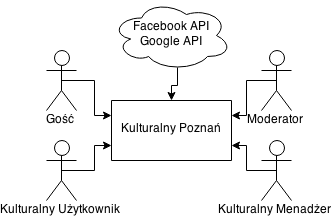 Facebook API
Google API
Gość
Kulturalny Poznań
Moderator
Kulturalny Użytkownik
Kulturalny Menadżer